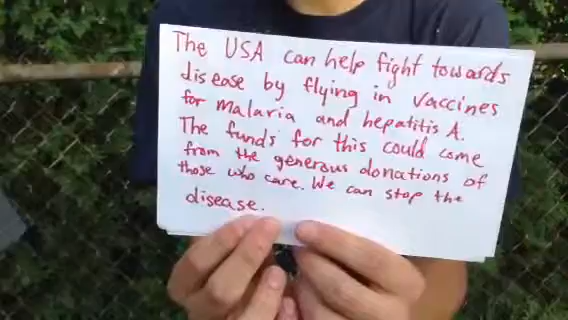 The USA can help fight towards
disease by flying in vaccines
for Malaria and hepatitis A.
The funds for this could come
from the generous donations of
those who care. We can stop the
disease.